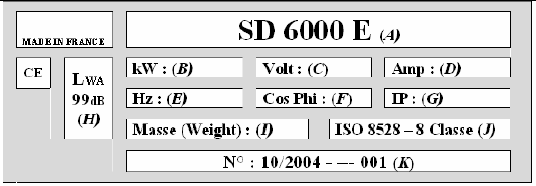 MADE IN FRANCE
SD 6000 E (A)
CE
LWA
99dB
(H)
kW : (B)
Volt : (C)
Amp : (D)
Hz : (E)
Cos Phi : (F)
IP : (G)
Masse (Weight) : (I)
ISO 8528 – 8 Classe (J)
N° : 10/2004 - –– 001 (K)